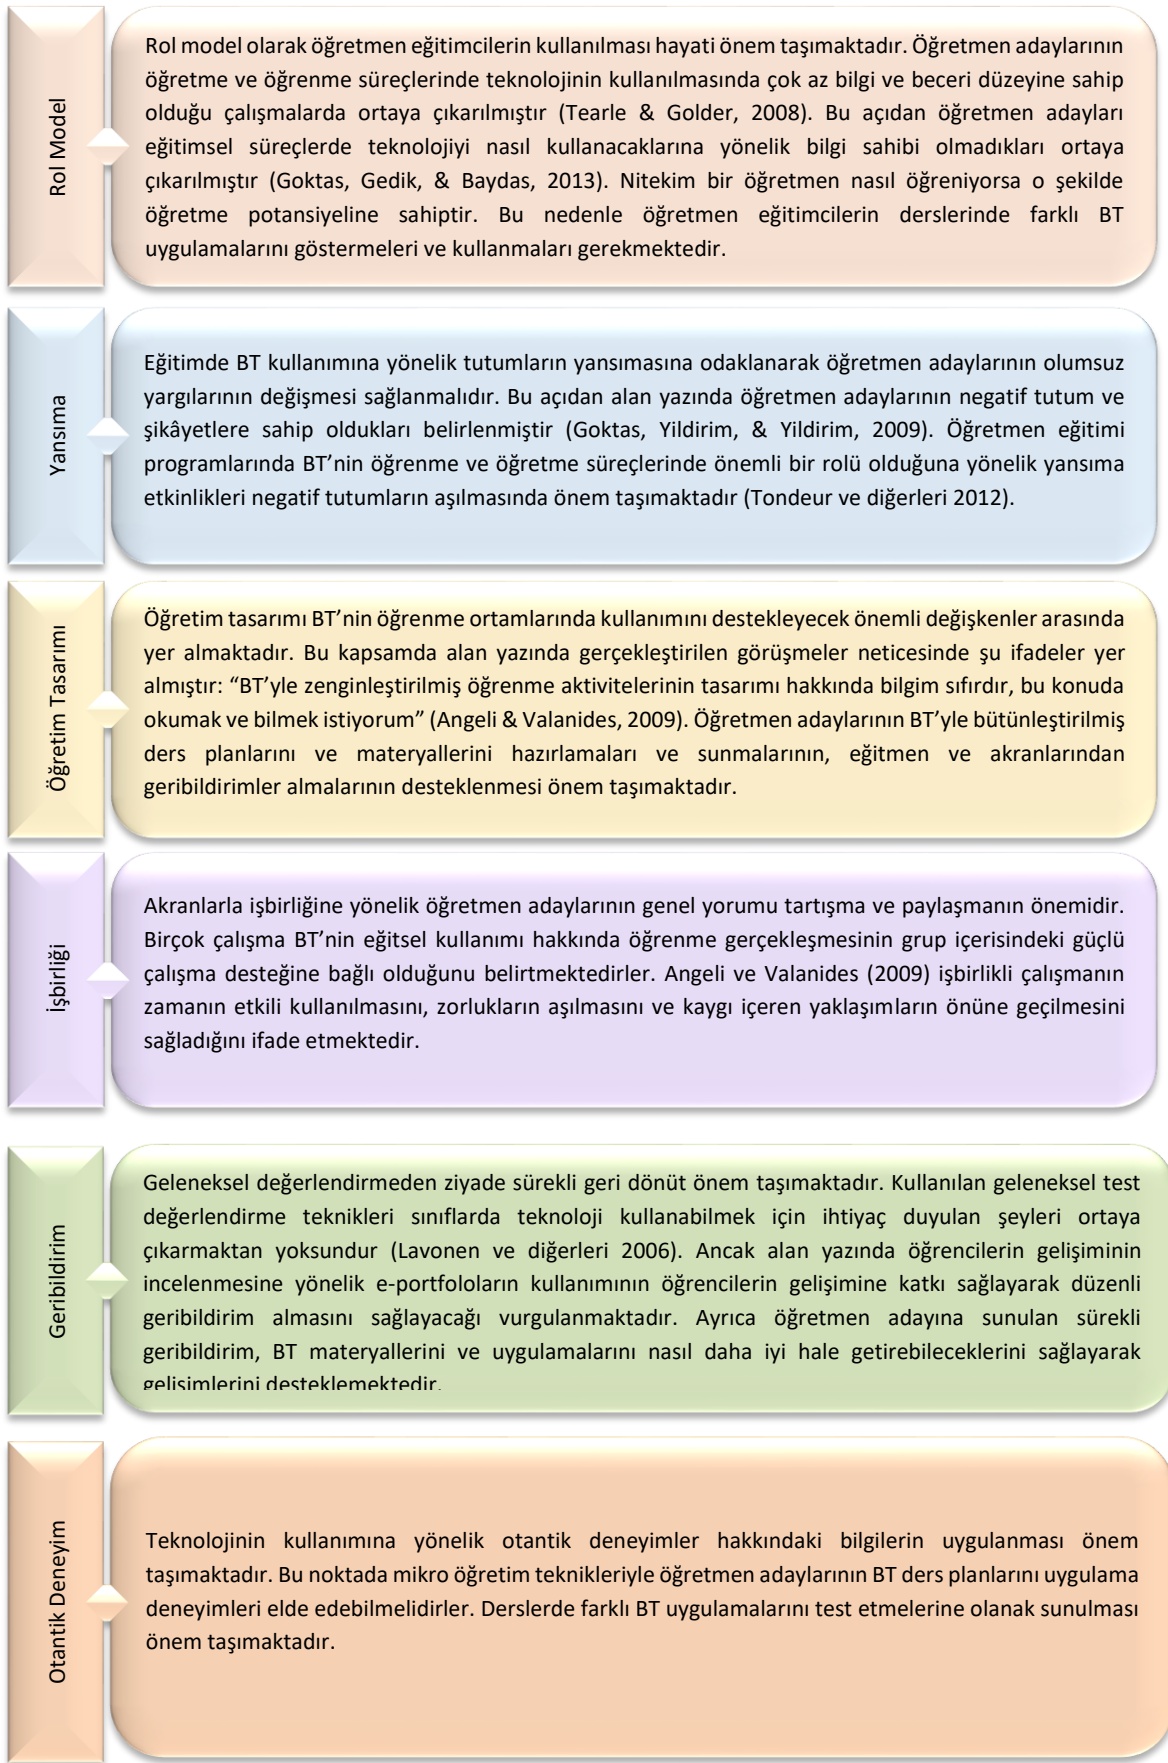 Rol Model
Rol model olarak öğretmen eğitimcilerin kullanılması hayati önem taşımaktadır. Öğretmen adaylarının
öğretme ve öğrenme süreçlerinde teknolojinin kullanılmasında çok az bilgi ve beceri düzeyine sahip
olduğu çalışmalarda ortaya çıkarılmıştır (Tearle & Golder, 2008). Bu açıdan öğretmen adayları
eğitimsel süreçlerde teknolojiyi nasıl kullanacaklarına yönelik bilgi sahibi olmadıkları ortaya
çıkarılmıştır (Goktas, Gedik, & Baydas, 2013). Nitekim bir öğretmen nasıl öğreniyorsa o şekilde
öğretme potansiyeline sahiptir. Bu nedenle öğretmen eğitimcilerin derslerinde farklı BT
uygulamalarını göstermeleri ve kullanmaları gerekmektedir.
Yansıma
Eğitimde BT kullanımına yönelik tutumların yansımasına odaklanarak öğretmen adaylarının olumsuz
yargılarının değişmesi sağlanmalıdır. Bu açıdan alan yazında öğretmen adaylarının negatif tutum ve
şikâyetlere sahip oldukları belirlenmiştir (Goktas, Yildirim, & Yildirim, 2009). Öğretmen eğitimi
programlarında BT’nin öğrenme ve öğretme süreçlerinde önemli bir rolü olduğuna yönelik yansıma
etkinlikleri negatif tutumların aşılmasında önem taşımaktadır (Tondeur ve diğerleri 2012).
Öğretim Tasarımı
Öğretim tasarımı BT’nin öğrenme ortamlarında kullanımını destekleyecek önemli değişkenler arasında
yer almaktadır. Bu kapsamda alan yazında gerçekleştirilen görüşmeler neticesinde şu ifadeler yer
almıştır: “BT’yle zenginleştirilmiş öğrenme aktivitelerinin tasarımı hakkında bilgim sıfırdır, bu konuda
okumak ve bilmek istiyorum” (Angeli & Valanides, 2009). Öğretmen adaylarının BT’yle bütünleştirilmiş
ders planlarını ve materyallerini hazırlamaları ve sunmalarının, eğitmen ve akranlarından
geribildirimler almalarının desteklenmesi önem taşımaktadır.
İşbirliği
Akranlarla işbirliğine yönelik öğretmen adaylarının genel yorumu tartışma ve paylaşmanın önemidir.
Birçok çalışma BT’nin eğitsel kullanımı hakkında öğrenme gerçekleşmesinin grup içerisindeki güçlü
çalışma desteğine bağlı olduğunu belirtmektedirler. Angeli ve Valanides (2009) işbirlikli çalışmanın
zamanın etkili kullanılmasını, zorlukların aşılmasını ve kaygı içeren yaklaşımların önüne geçilmesini
sağladığını ifade etmektedir.
Geribildirim
Geleneksel değerlendirmeden ziyade sürekli geri dönüt önem taşımaktadır. Kullanılan geleneksel test
değerlendirme teknikleri sınıflarda teknoloji kullanabilmek için ihtiyaç duyulan şeyleri ortaya
çıkarmaktan yoksundur (Lavonen ve diğerleri 2006). Ancak alan yazında öğrencilerin gelişiminin
incelenmesine yönelik e-portfoloların kullanımının öğrencilerin gelişimine katkı sağlayarak düzenli
geribildirim almasını sağlayacağı vurgulanmaktadır. Ayrıca öğretmen adayına sunulan sürekli
geribildirim, BT materyallerini ve uygulamalarını nasıl daha iyi hale getirebileceklerini sağlayarak
gelişimlerini desteklemektedir.
Otantik Deneyim
Teknolojinin kullanımına yönelik otantik deneyimler hakkındaki bilgilerin uygulanması önem
taşımaktadır. Bu noktada mikro öğretim teknikleriyle öğretmen adaylarının BT ders planlarını uygulama
deneyimleri elde edebilmelidirler. Derslerde farklı BT uygulamalarını test etmelerine olanak sunulması
önem taşımaktadır.